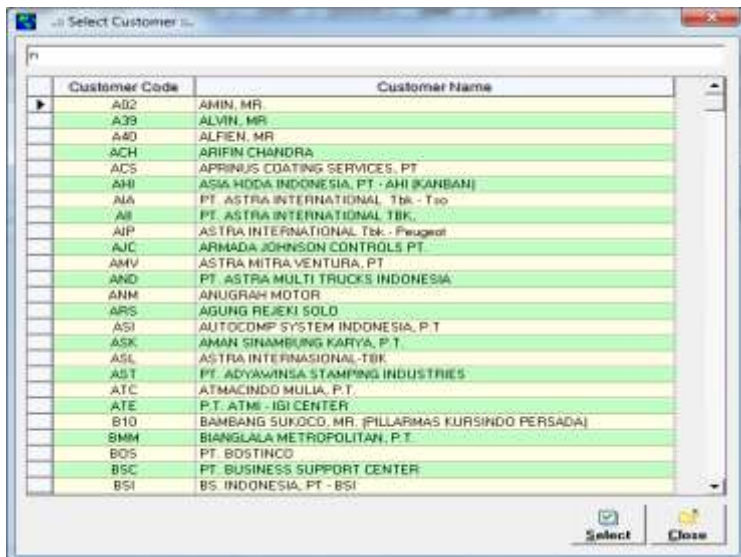 ..:: Select Customer ::..
n
Customer Code Customer Name
A02 AMIN, MR.
A39 ALVIN, MR
A40 ALFIEN, MR
ACH ARIFIN CHANDRA
ACS APRINUS COATING SERVICES, PT
AHI ASIA HODA INDONESIA, PT - AHI (KANBAN)
AIA PT. ASTRA INTERNATIONAL Tbk - Tso
AII PT. ASTRA INTERNATIONAL TBK,
AIP ASTRA INTERNATIONAL Tbk - Peugeot
AJC ARMADA JOHNSON CONTROLS PT.
AMV ASTRA MITRA VENTURA, PT
AND PT. ASTRA MULTI TRUCKS INDONESIA
ANM ANUGRAH MOTOR
ARS AGUNG REJEKI SOLO
ASI AUTOCOMP SYSTEM INDONESIA, P.T
ASK AMAN SINAMBUNG KARYA, P.T.
ASL ASTRA INTERNASIONAL-TBK
AST PT. ADYAWINSA STAMPING INDUSTRIES
ATC ATMACINDO MULIA, P.T.
ATE P.T. ATMI - IGI CENTER
B10 BAMBANG SUKOCO, MR. (PILLARMAS KURSINDO PERSADA)
BMM BIANGLALA METROPOLITAN, P.T.
BOS PT. BOSTINCO
BSC PT. BUSINESS SUPPORT CENTER
BSI BS. INDONESIA, PT - BSI
Select Close